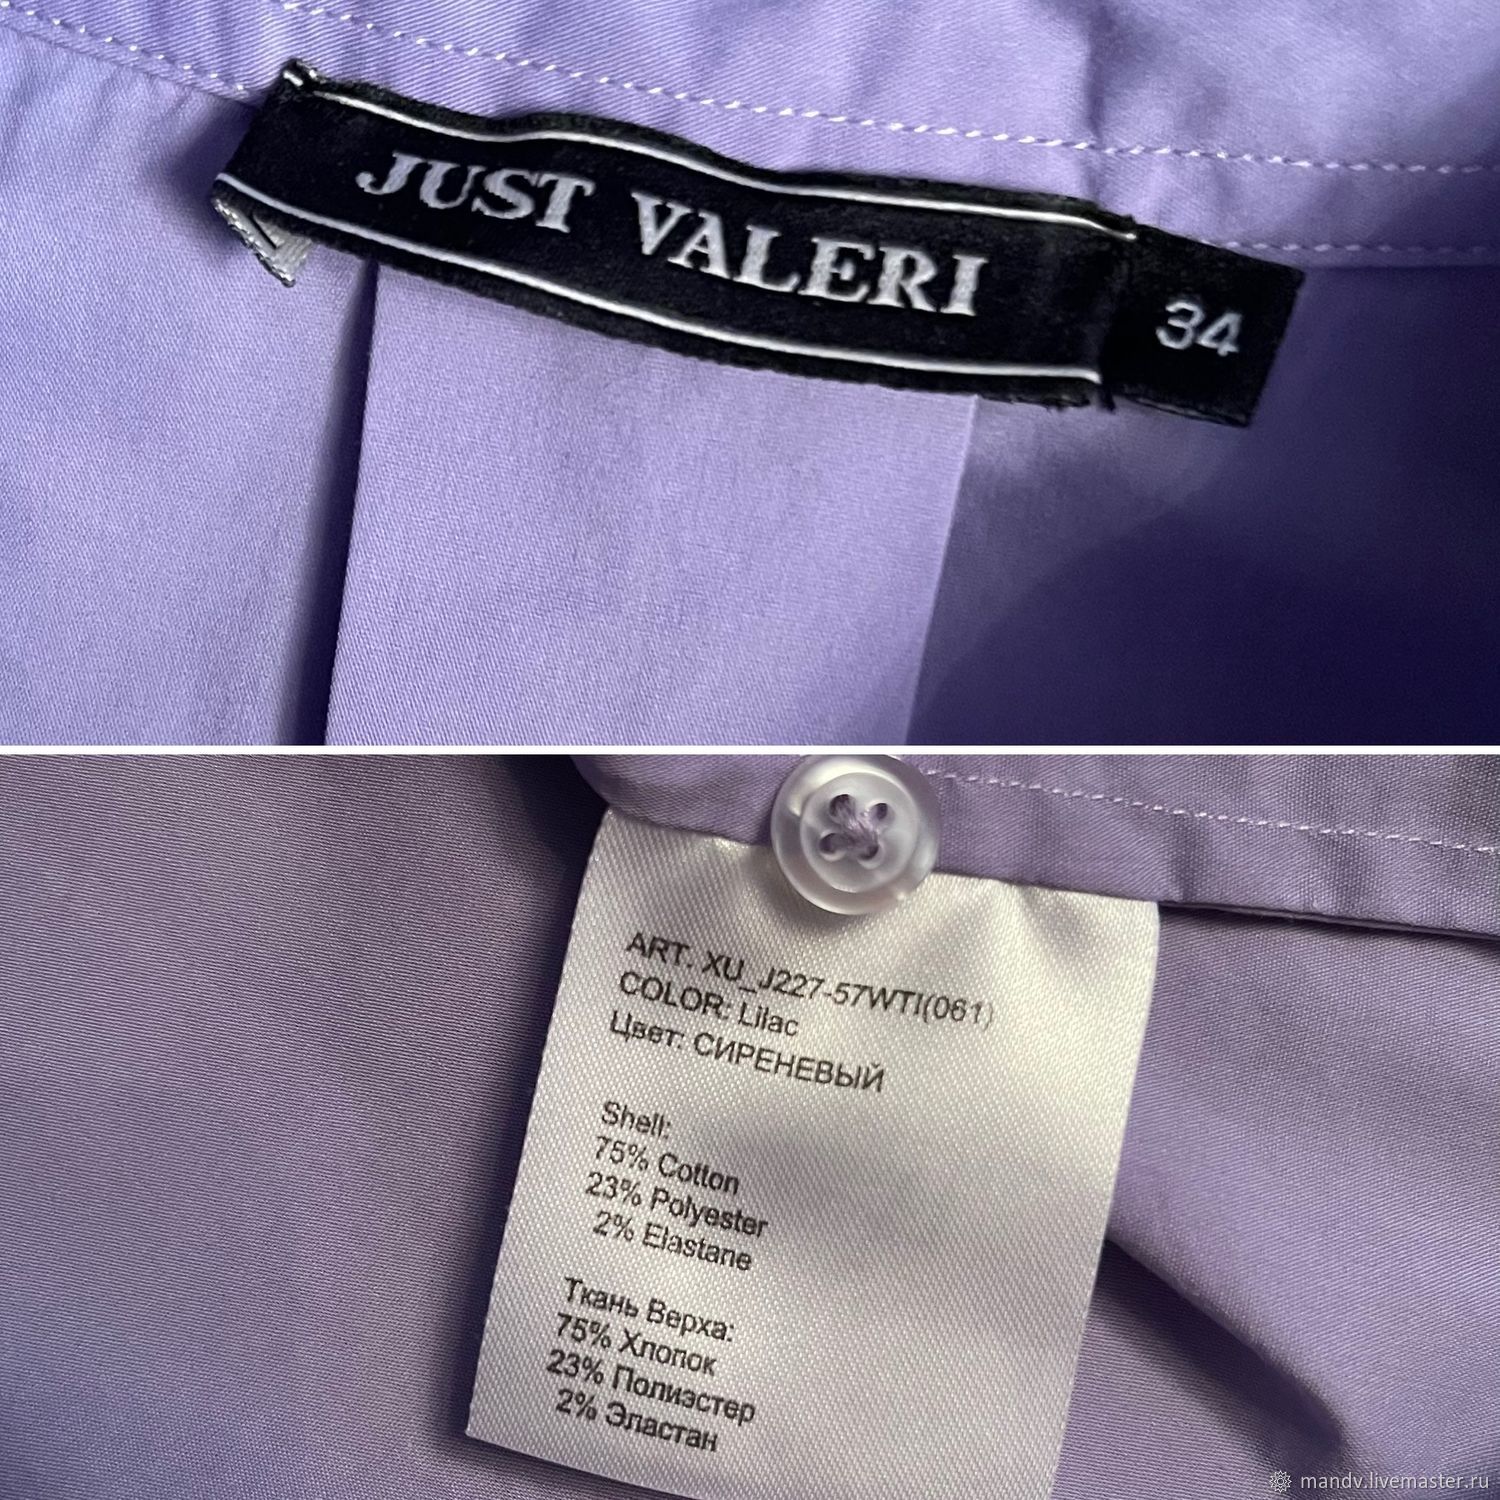 JUST VALERI
34
ART. XU_J227-57WTI(061)
COLOR: Lilac
Цвет: СИРЕНЕВЫЙ
Shell:
75% Cotton
23% Polyester
2% Elastane
Ткань Верха:
75% Хлопок
23% Полиэстер
2% Эластан
mandv.livemaster.ru